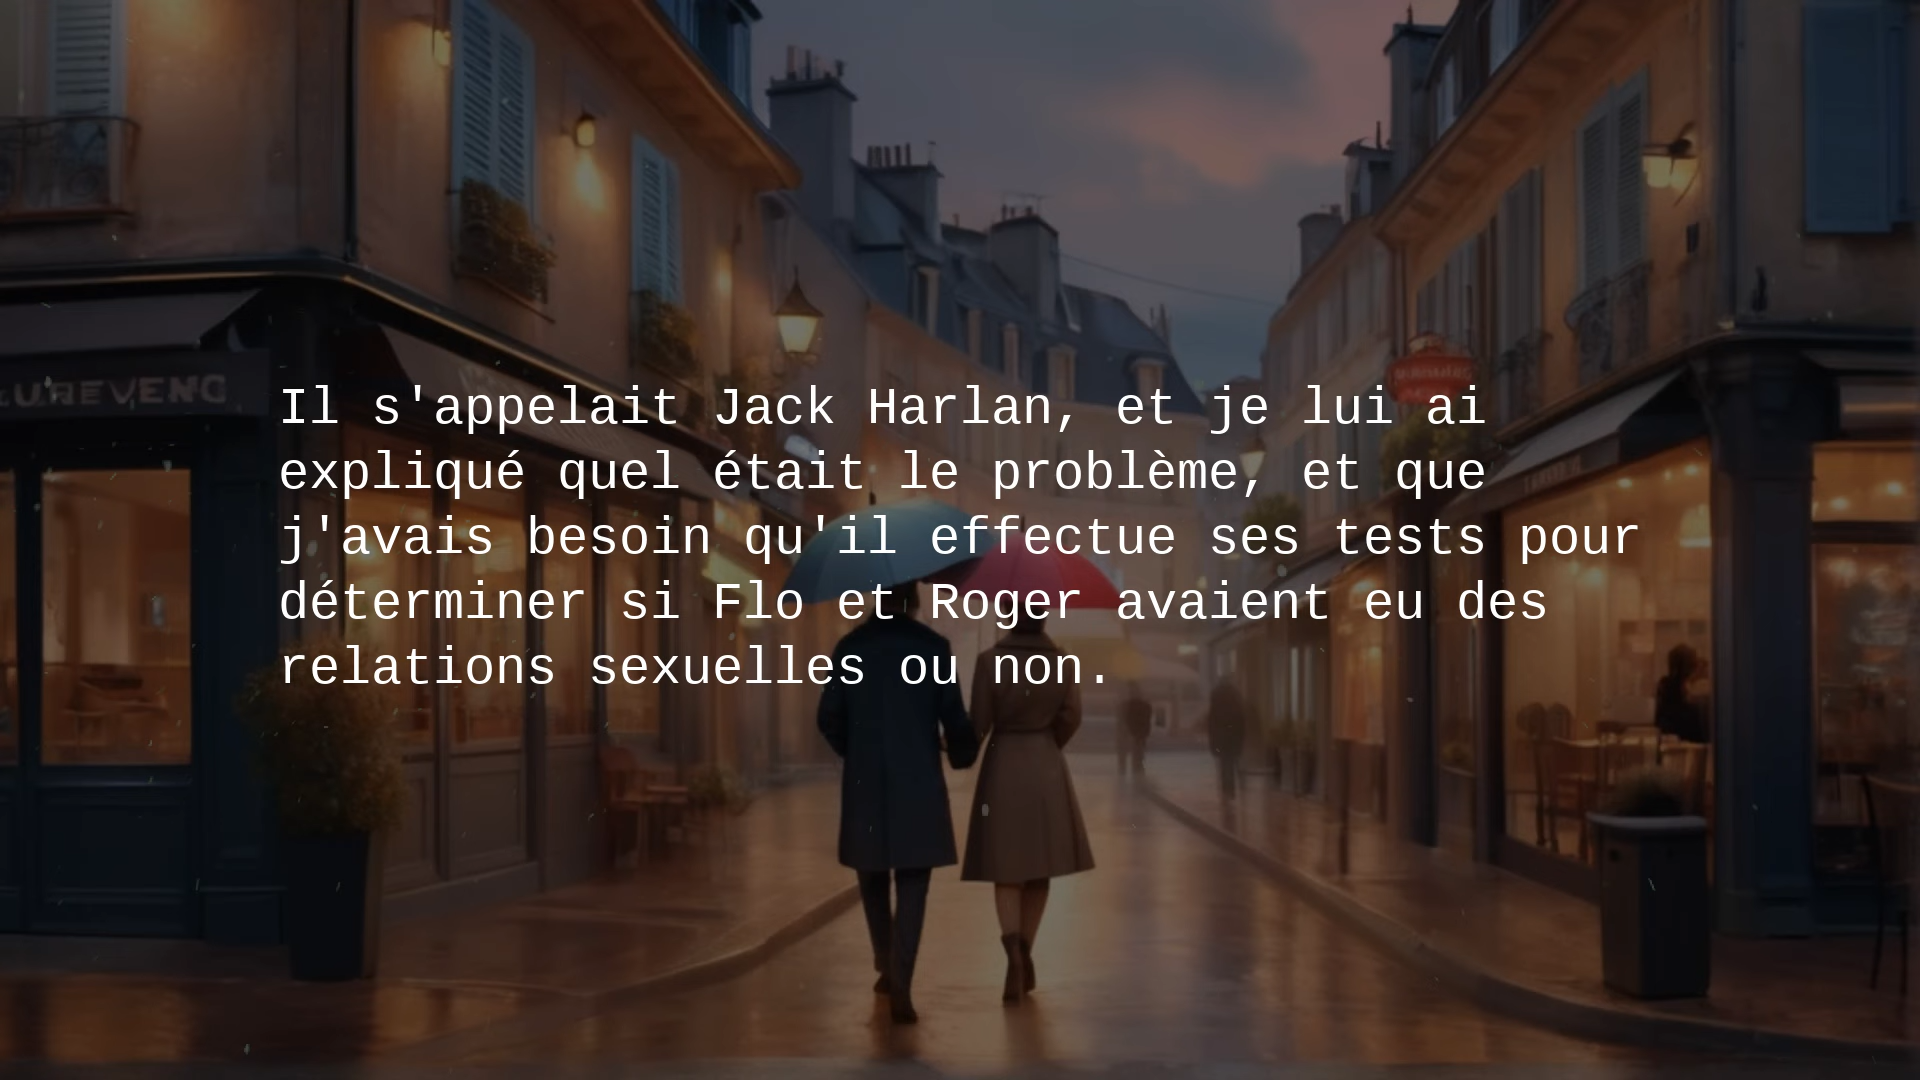 Il s'appelait Jack Harlan, et je lui ai
expliqué quel était le problème, et que
j'avais besoin qu'il effectue ses tests pour
déterminer si Flo et Roger avaient eu des
relations sexuelles ou non.